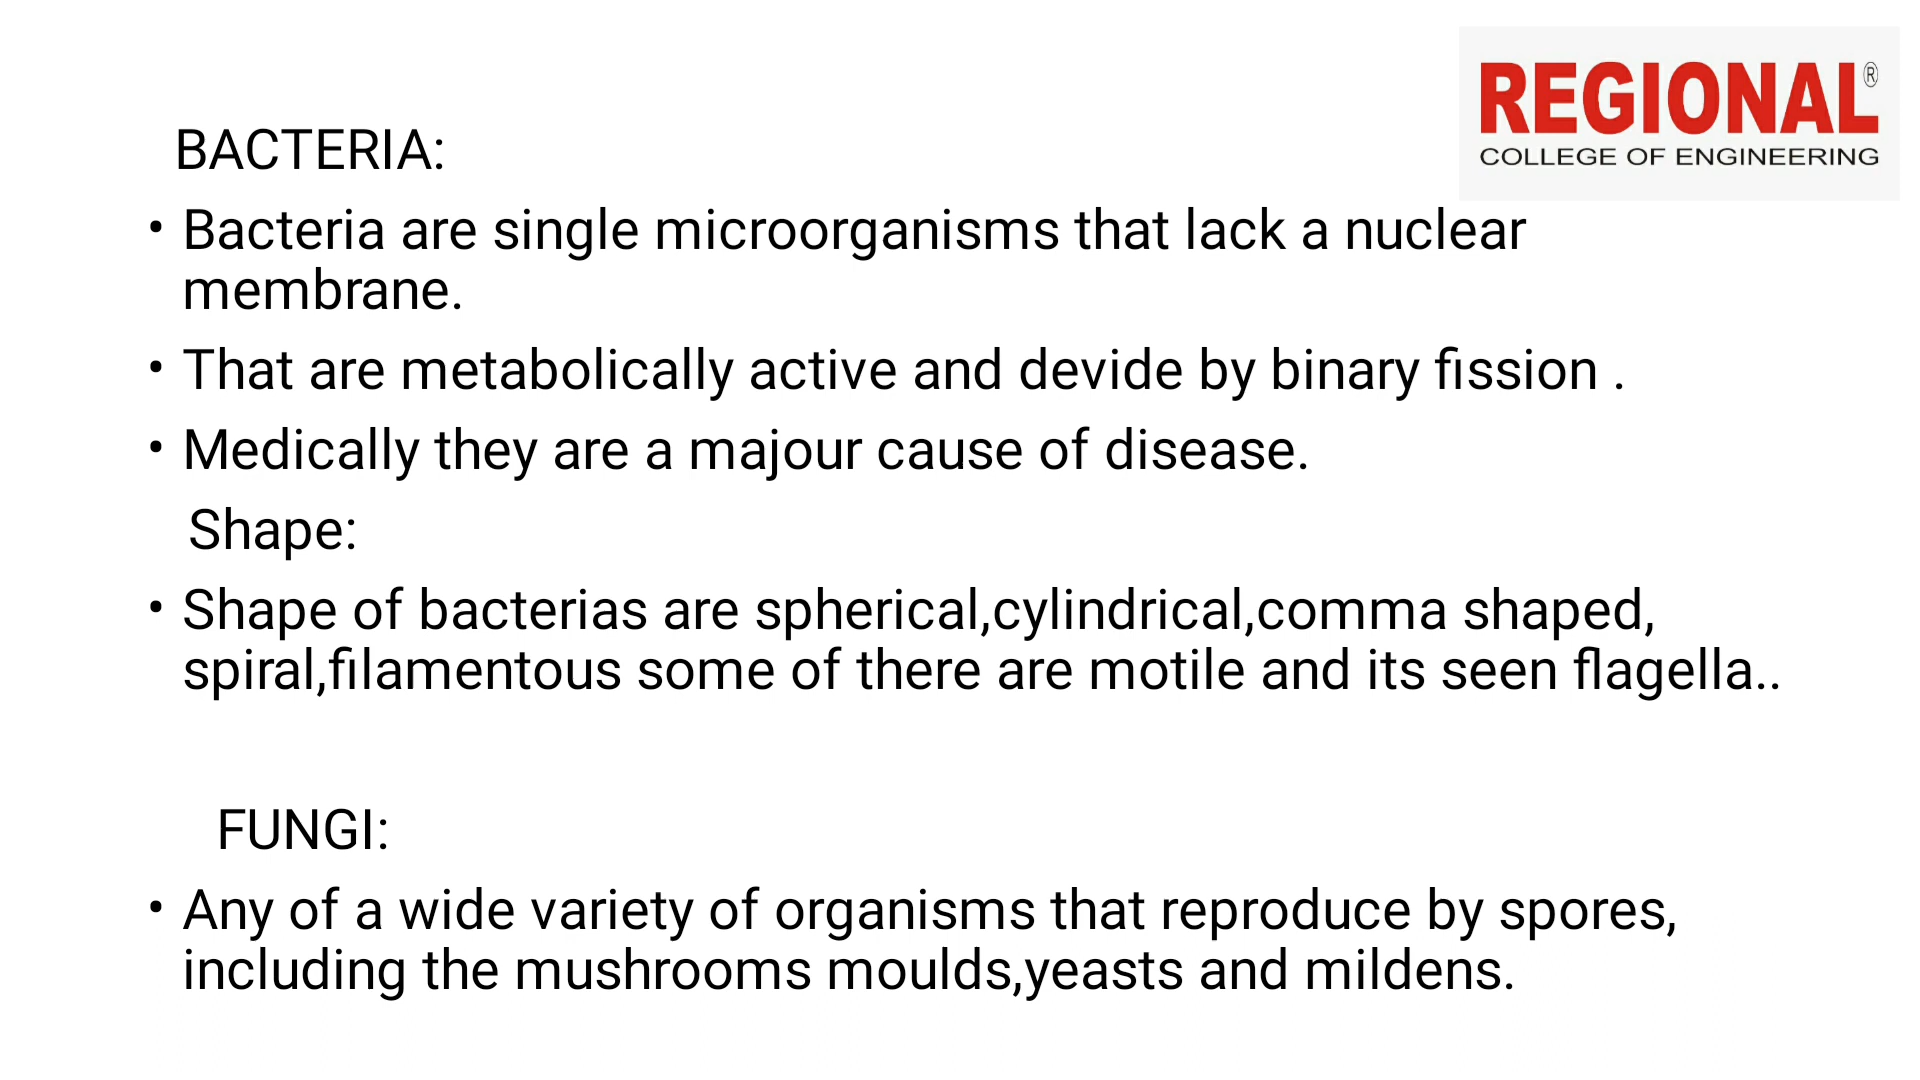 REGIONAL®
COLLEGE OF ENGINEERING
BACTERIA:
• Bacteria are single microorganisms that lack a nuclear
membrane.
• That are metabolically active and devide by binary fission .
• Medically they are a majour cause of disease.
Shape:
• Shape of bacterias are spherical,cylindrical,comma shaped,
spiral,filamentous some of there are motile and its seen flagella..
FUNGI:
• Any of a wide variety of organisms that reproduce by spores,
including the mushrooms moulds,yeasts and mildens.